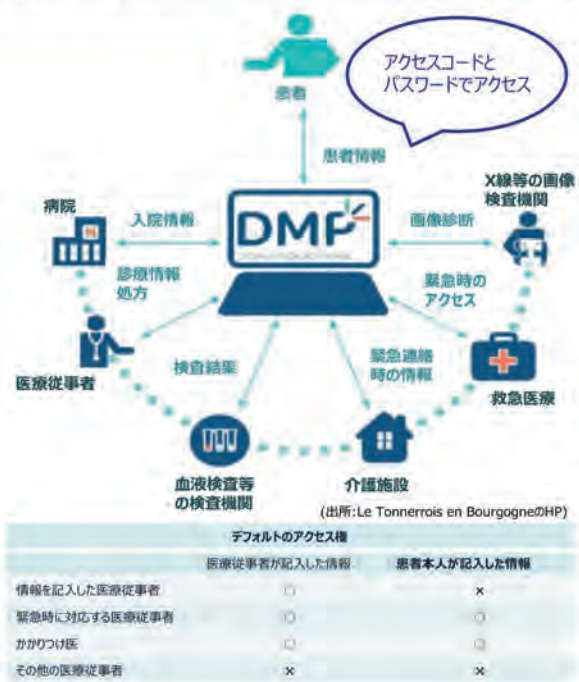 アクセスコードと
パスワードでアクセス
患者
患者情報
X線等の画像
検査機関
病院
入院情報
DMP
画像診断
診療情報
処方
緊急時の
アクセス
医療従事者
検査結果
緊急連絡
時の情報
救急医療
血液検査等
の検査機関
介護施設
(出所:Le Tonnerrois en BourgogneのHP)
デフォルトのアクセス権
医療従事者が記入した情報 患者本人が記入した情報
情報を記入した医療従事者 ○ ×
緊急時に対応する医療従事者 ○ ○
かかりつけ医 ○ ○
その他の医療従事者 × ×